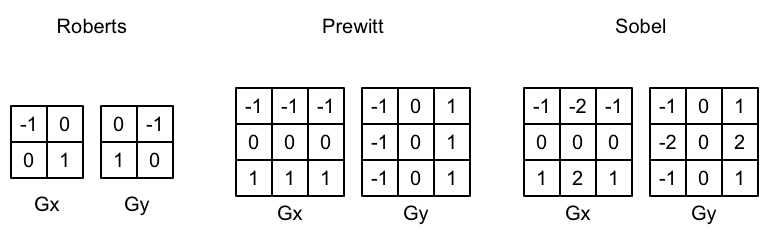 Roberts Prewitt Sobel
-1 -1 -1 -1 0 1 -1 -2 -1 -1 0 1
-1 0 0 -1
0 0 0 -1 0 1 0 0 0 -2 0 2
0 1 1 0
1 1 1 -1 0 1 1 2 1 -1 0 1
Gx Gy Gx Gy Gx Gy